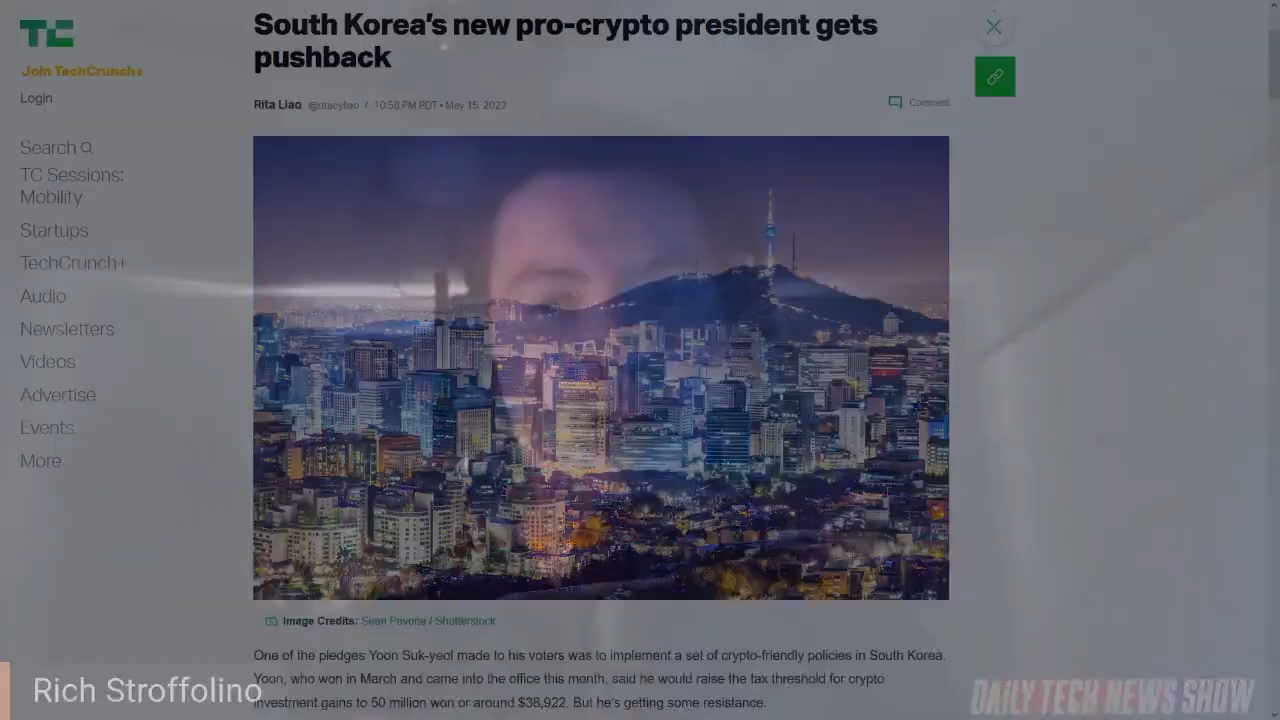 TC
Join TechCrunch+
Login
Search
TC Sessions:
Mobility
Startups
TechCrunch+
Audio
Newsletters
Videos
Advertise
Events
More
South Korea's new pro-crypto president gets
pushback
Rita Liao @ritacyliao / 10:58 PM PDT • May 15, 2022
Comment
Image Credits: Sean Pavone / Shutterstock
One of the pledges Yoon Suk-yeol made to his voters was to implement a set of crypto-friendly policies in South Korea.
Yoon, who won in March and came into the office this month, said he would raise the tax threshold for crypto
investment gains to 50 million won or around $38,922. But he's getting some resistance.
Rich Stroffolino
DAILY TECH NEWS SHOW